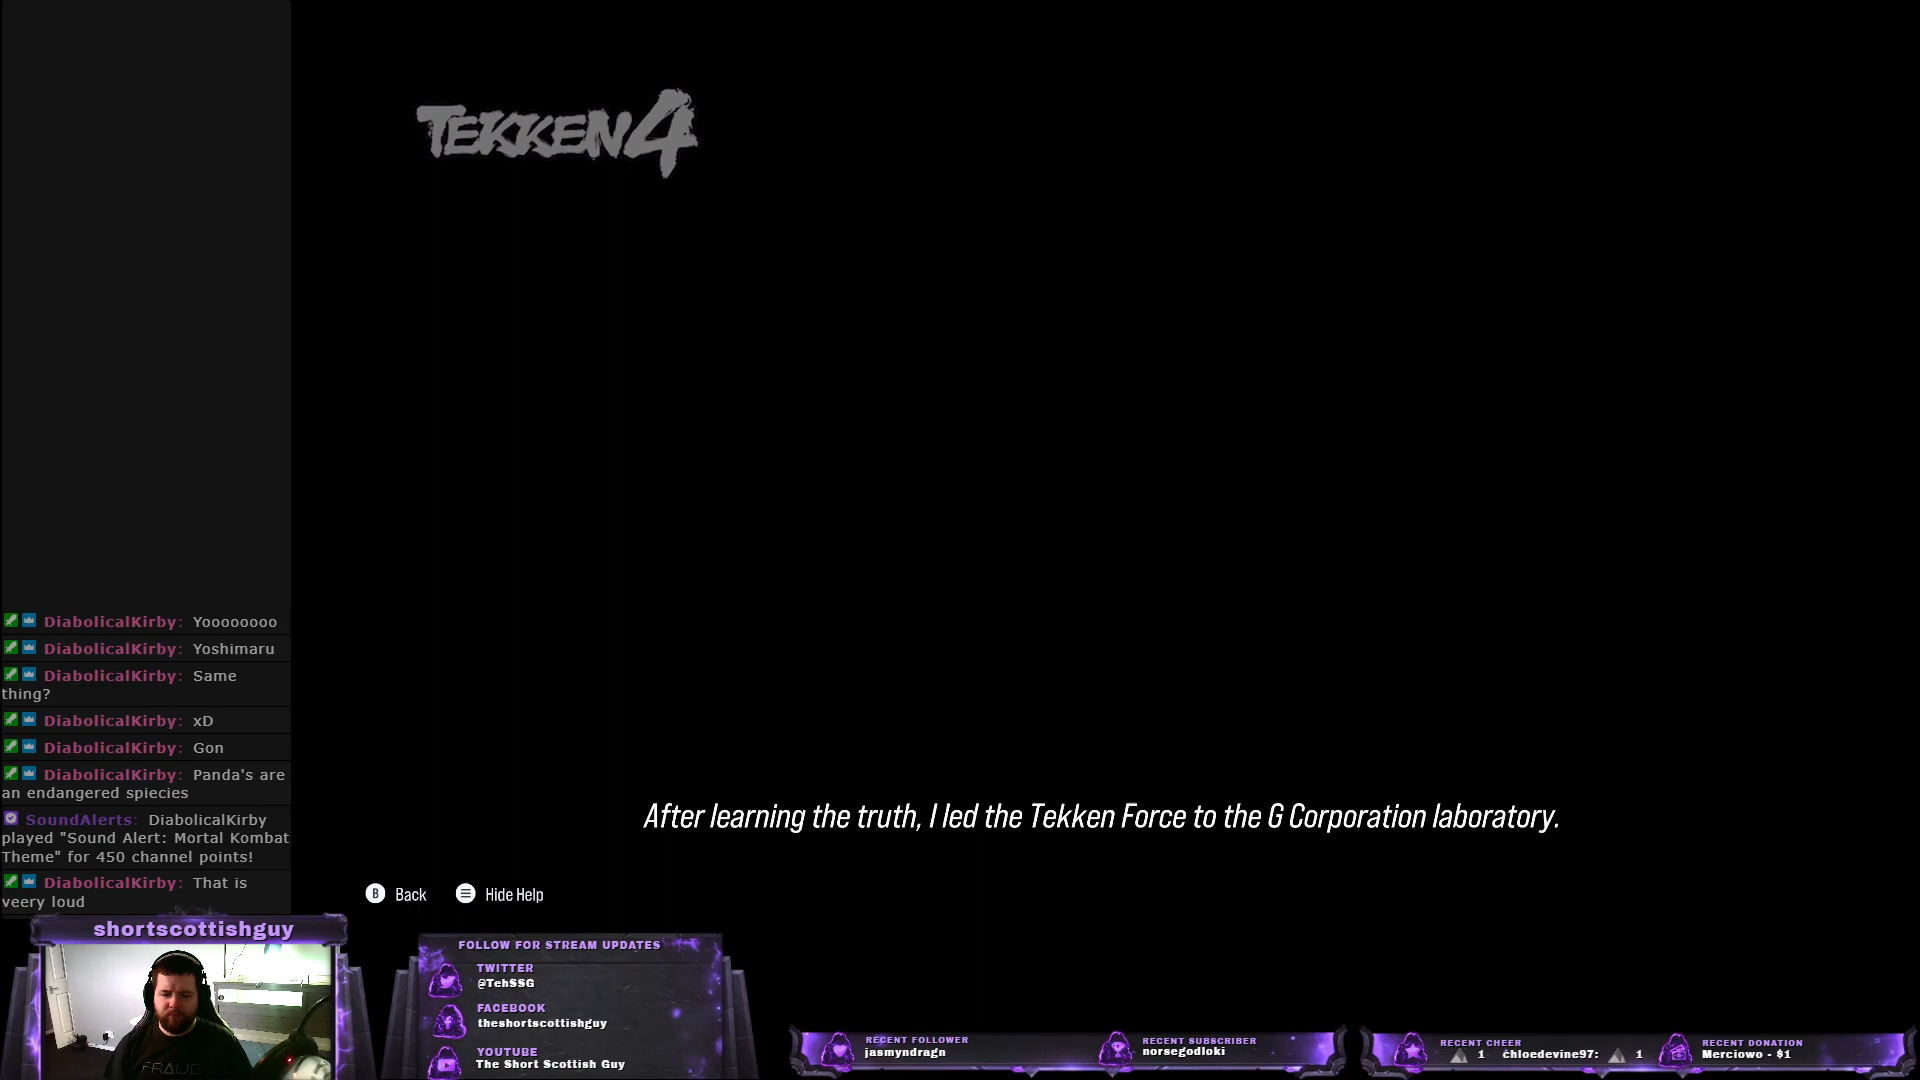 TEKKEN 4
DiabolicalKirby: Yoooooooo
DiabolicalKirby: Yoshimaru
DiabolicalKirby: Same
thing?
DiabolicalKirby: xD
DiabolicalKirby: Gon
DiabolicalKirby: Panda's are
an endangered spiecies
SoundAlerts: DiabolicalKirby
played "Sound Alert: Mortal Kombat
Theme" for 450 channel points!
DiabolicalKirby: That is
veery loud
After learning the truth, I led the Tekken Force to the G Corporation laboratory.
B Back Hide Help
shortscottishguy
FOLLOW FOR STREAM UPDATES
TWITTER
@TehSSG
FACEBOOK
theshortscottishguy
YOUTUBE
The Short Scottish Guy
RECENT FOLLOWER
jasmyndragn
RECENT SUBSCRIBER
norsegodloki
RECENT CHEER
1 chloedevine97: 1
RECENT DONATION
Merciowo - $1